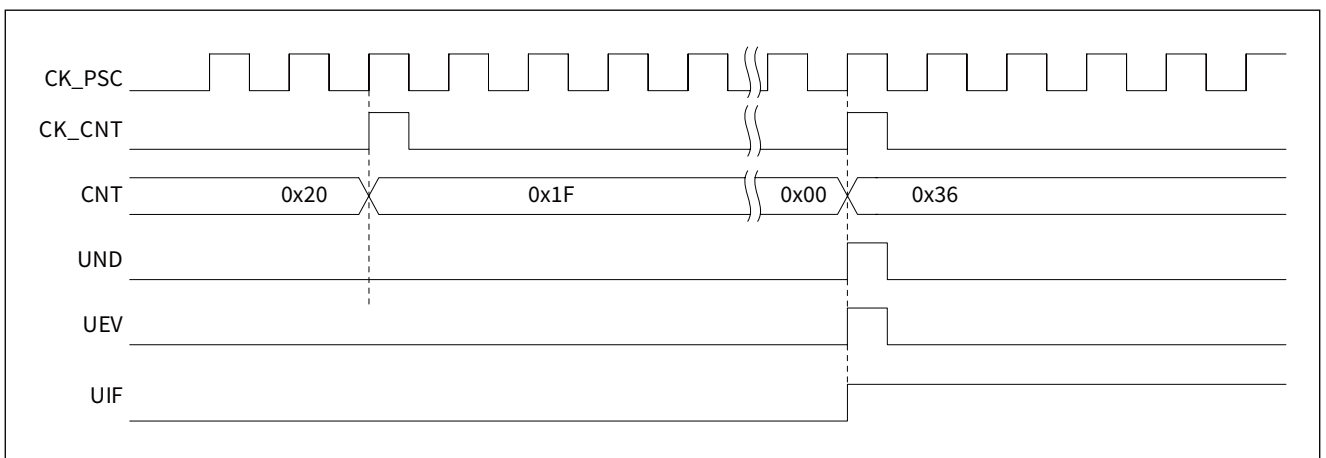 CK_PSC
CK_CNT
CNT 0x20 0x1F 0x00 0x36
UND
UEV
UIF